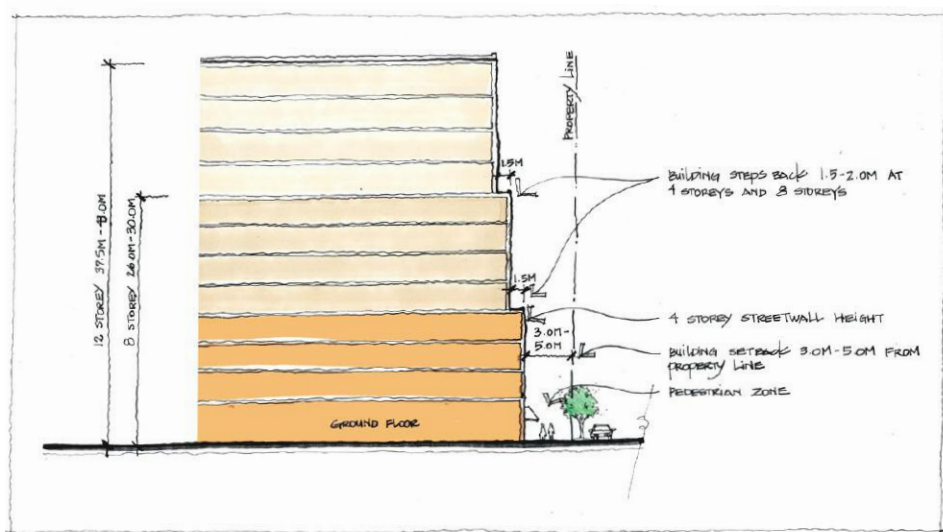 PROPERTY LINE
1.5M
BUILDING STEPS BACK 1.5-2.0M AT
4 STOREYS AND 8 STOREYS
12 STOREY 37.5M -
8 STOREY 26.0M-30.0M
1.5M
4 STOREY STREETWALL HEIGHT
3.0M-
5.0M
BUILDING SETBACK 3.0M-5.0M FROM
PROPERTY LINE
PEDESTRIAN ZONE
GROUND FLOOR